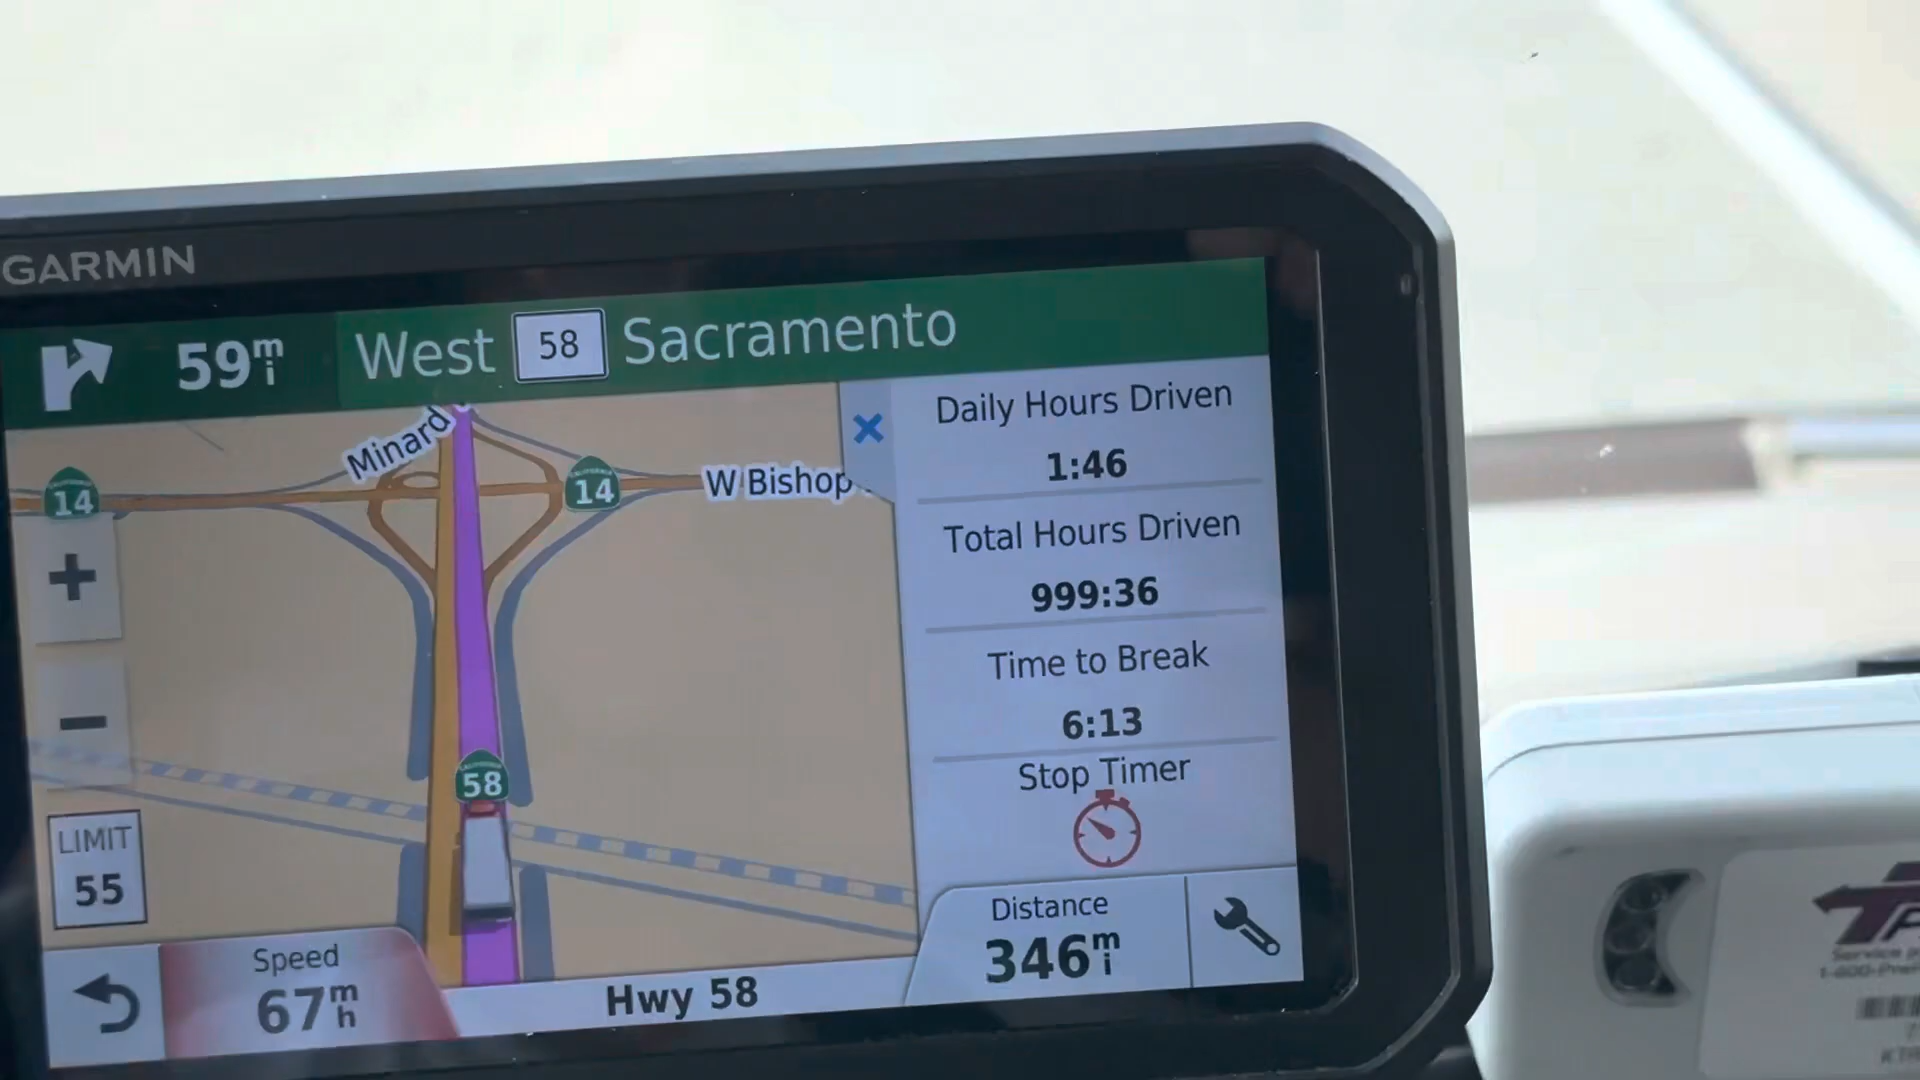 GARMIN
59 mi
West 58 Sacramento
Minard
14
14
W Bishop
58
+
−
LIMIT
55
Speed
67 mh
Hwy 58
Daily Hours Driven
1:46
Total Hours Driven
999:36
Time to Break
6:13
Stop Timer
Distance
346 mi